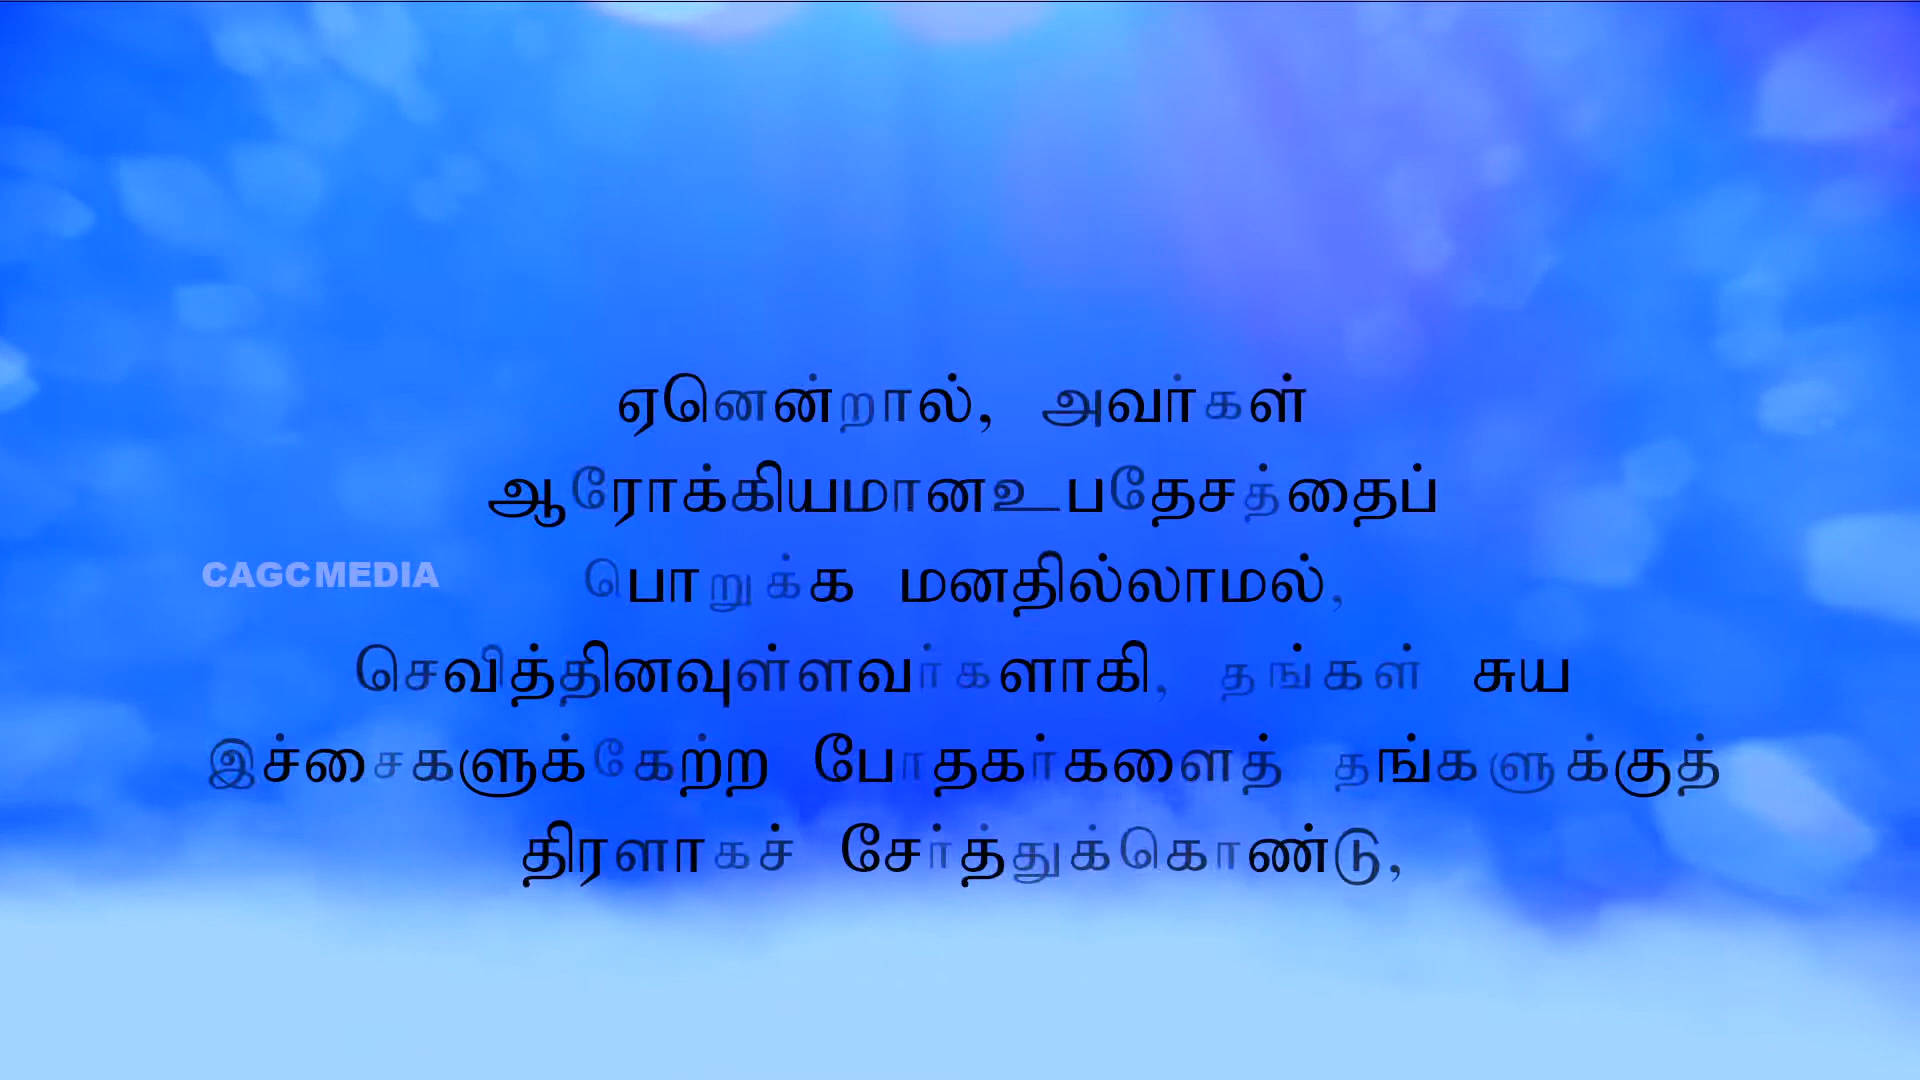 ஏனென்றால், அவர்கள்
ஆரோக்கியமானஉபதேசத்தைப்
CAGCMEDIA
பொறுக்க மனதில்லாமல்,
செவித்தினவுள்ளவர்களாகி, தங்கள் சுய
இச்சைகளுக்கேற்ற போதகர்களைத் தங்களுக்குத்
திரளாகச் சேர்த்துக்கொண்டு,